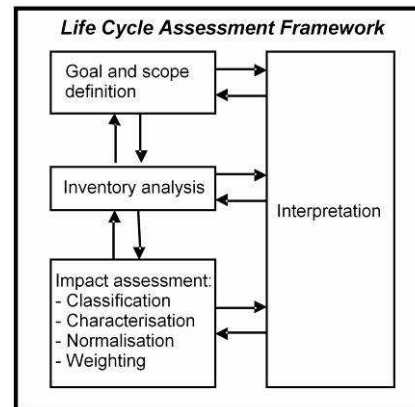 Life Cycle Assessment Framework
Goal and scope
definition
Inventory analysis
Impact assessment:
- Classification
- Characterisation
- Normalisation
- Weighting
Interpretation